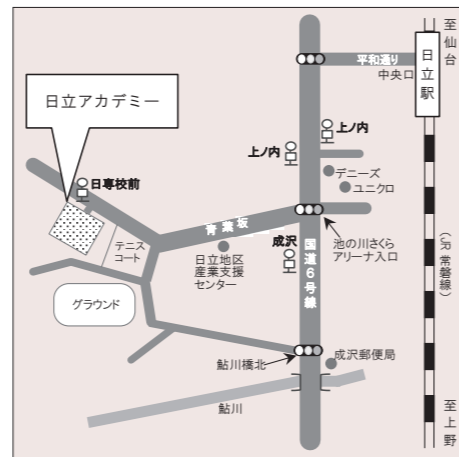 至仙台
日立駅
平和通り
中央口
日立アカデミー
上ノ内
上ノ内
デニーズ
ユニクロ
日専校前
青葉坂
テニス
コート
日立地区
産業支援
センター
成沢
国道6号線
池の川さくら
アリーナ入口
(JR常磐線)
グラウンド
成沢郵便局
鮎川橋北
鮎川
至上野